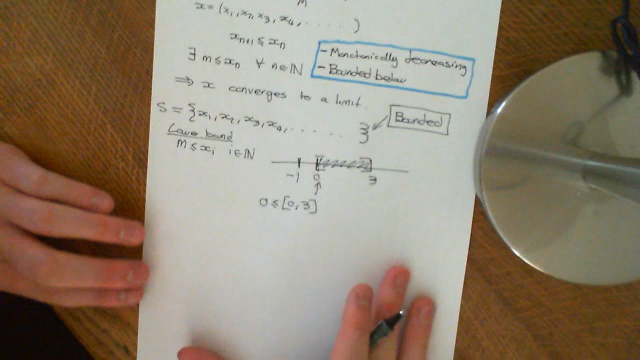 M
x = (x₁, x₂, x₃, x₄, . . . . . )
xₙ₊₁ ≤ xₙ
∃ m ≤ xₙ ∀ n ∈ ℕ
- Monotonically decreasing
- Bounded below
⇒ x converges to a limit.
S = {x₁, x₂, x₃, x₄, . . . . . . }
Bounded
Lower bound
m ≤ xᵢ i ∈ ℕ
-1 0 3
0 ≤ [0, 3]